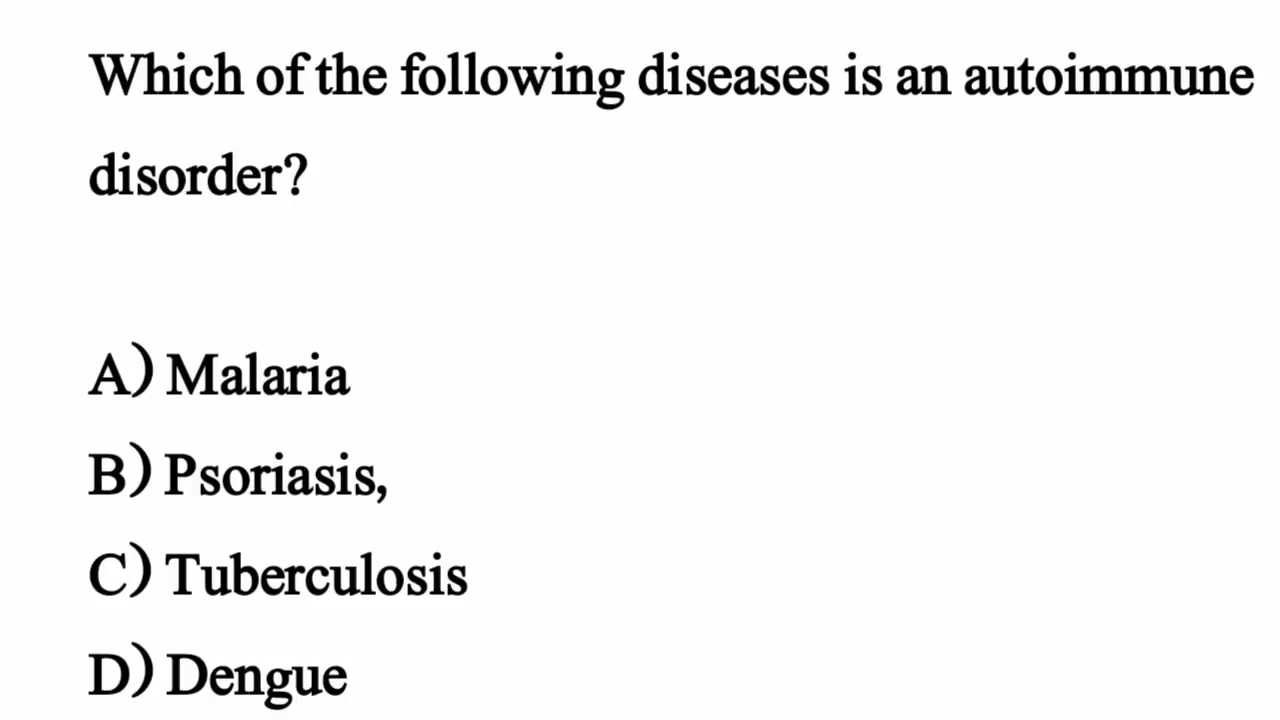 Which of the following diseases is an autoimmune
disorder?
A) Malaria
B) Psoriasis,
C) Tuberculosis
D) Dengue